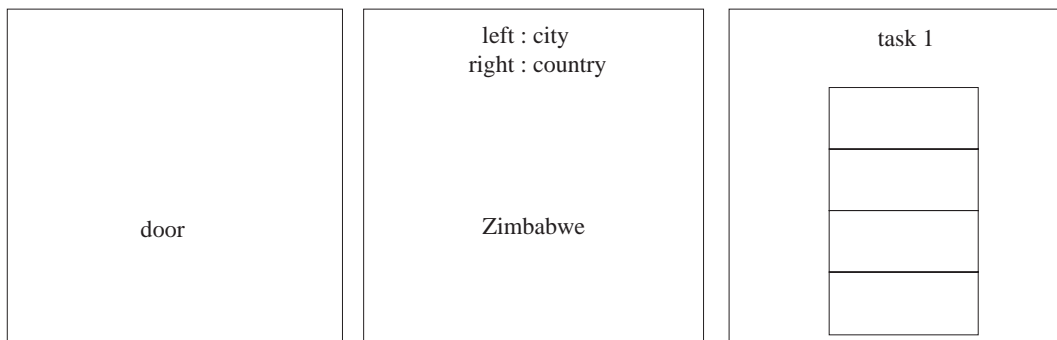 door
left : city
right : country
Zimbabwe
task 1